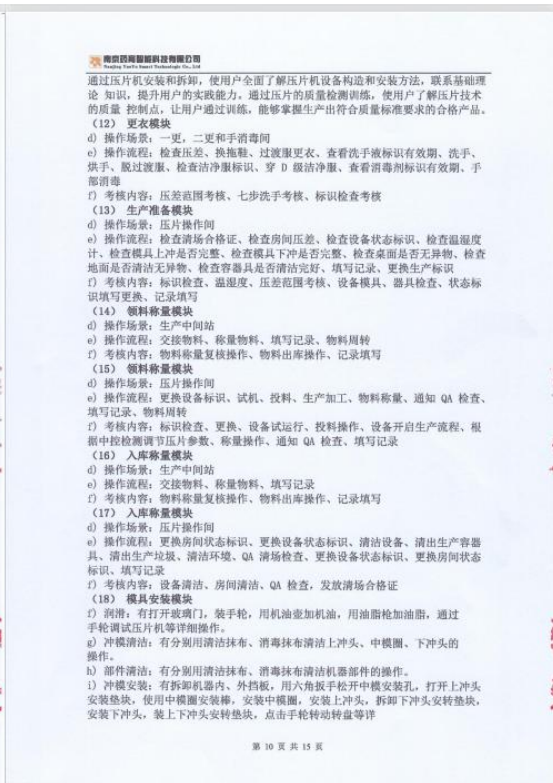 南京药育智能科技有限公司
Nanjing YaoYu Smart Technologic Co., Ltd
通过压片机安装和拆卸，使用户全面了解压片机设备构造和安装方法，联系基础理
论 知识，提升用户的实践能力。通过压片的质量检测训练，使用户了解压片技术
的质量 控制点，让用户通过训练，能够掌握生产出符合质量标准要求的合格产品。
（12） 更衣模块
d) 操作场景：一更，二更和手消毒间
e) 操作流程：检查压差、换拖鞋、过渡服更衣、查看洗手液标识有效期、洗手、
烘手、脱过渡服、检查洁净服标识、穿 D 级洁净服、查看消毒剂标识有效期、手
部消毒
f) 考核内容：压差范围考核、七步洗手考核、标识检查考核
（13） 生产准备模块
d) 操作场景：压片操作间
e) 操作流程：检查清场合格证、检查房间压差、检查设备状态标识、检查温湿度
计、检查模具上冲是否完整、检查模具下冲是否完整、检查桌面是否无异物、检查
地面是否清洁无异物、检查容器具是否清洁完好、填写记录、更换生产标识
f) 考核内容：标识检查、温湿度、压差范围考核、设备模具、器具检查、状态标
识填写更换、记录填写
（14） 领料称量模块
d) 操作场景：生产中间站
e) 操作流程：交接物料、称量物料、填写记录、物料周转
f) 考核内容：物料称量复核操作、物料出库操作、记录填写
（15） 领料称量模块
d) 操作场景：压片操作间
e) 操作流程：更换设备标识、试机、投料、生产加工、物料称量、通知 QA 检查、
填写记录、物料周转
f) 考核内容：标识检查、更换、设备试运行、投料操作、设备开启生产流程、根
据中控检测调节压片参数、称量操作、通知 QA 检查、填写记录
（16） 入库称量模块
d) 操作场景：生产中间站
e) 操作流程：交接物料、称量物料、填写记录
f) 考核内容：物料称量复核操作、物料出库操作、记录填写
（17） 入库称量模块
d) 操作场景：压片操作间
e) 操作流程：更换房间状态标识、更换设备状态标识、清洁设备、清出生产容器
具、清出生产垃圾、清洁环境、QA 清场检查、更换设备状态标识、更换房间状态
标识、填写记录
f) 考核内容：设备清洁、房间清洁、QA 检查，发放清场合格证
（18） 模具安装模块
f) 润滑：有打开玻璃门，装手轮，用机油壶加机油，用油脂枪加油脂，通过
手轮调试压片机等详细操作。
g) 冲模清洁：有分别用清洁抹布、消毒抹布清洁上冲头、中模圈、下冲头的
操作。
h) 部件清洁：有分别用清洁抹布、消毒抹布清洁机器部件的操作。
i) 冲模安装：有拆卸机器内、外挡板，用六角扳手松开中模安装孔，打开上冲头
安装垫块，使用中模圈安装棒，安装中模圈，安装上冲头，拆卸下冲头安转垫块，
安装下冲头，装上下冲头安转垫块，点击手轮转动转盘等详
第 10 页 共 15 页